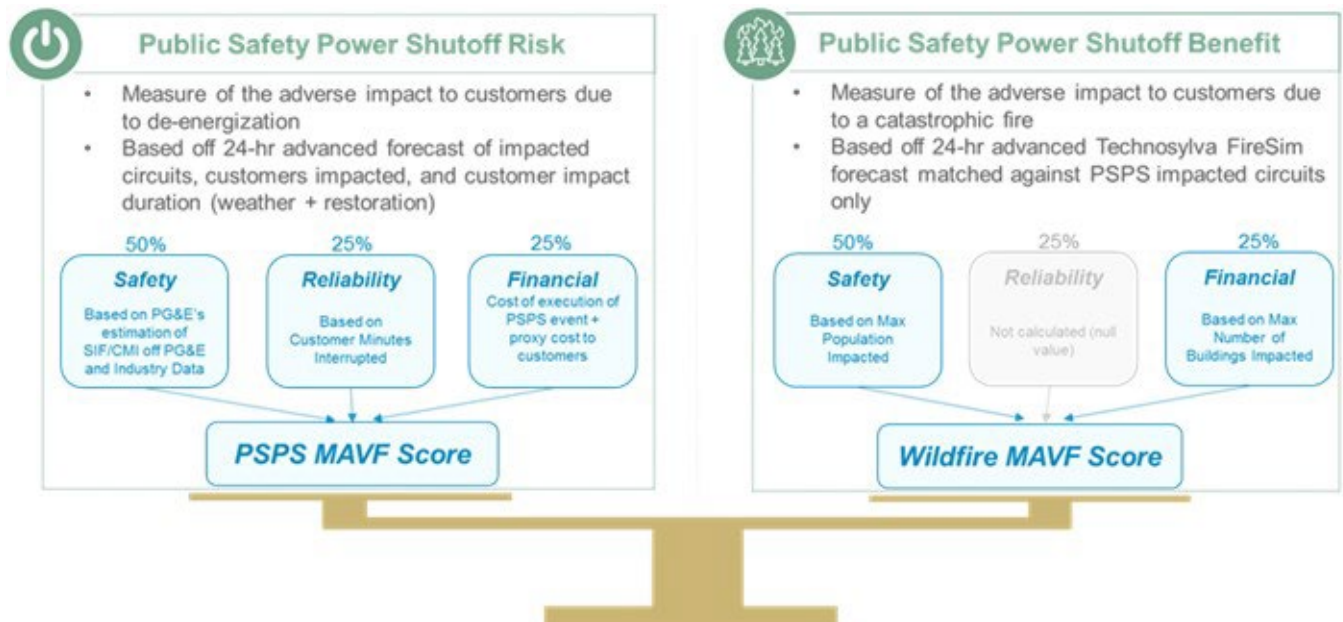 Public Safety Power Shutoff Risk
• Measure of the adverse impact to customers due
to de-energization
• Based off 24-hr advanced forecast of impacted
circuits, customers impacted, and customer impact
duration (weather + restoration)
50%
Safety
Based on PG&E's
estimation of
SIF/CMI off PG&E
and Industry Data
25%
Reliability
Based on
Customer Minutes
Interrupted
25%
Financial
Cost of execution of
PSPS event +
proxy cost to
customers
PSPS MAVF Score
Public Safety Power Shutoff Benefit
• Measure of the adverse impact to customers due
to a catastrophic fire
• Based off 24-hr advanced Technosylva FireSim
forecast matched against PSPS impacted circuits
only
50%
Safety
Based on Max
Population
Impacted
25%
Reliability
Not calculated (null
value)
25%
Financial
Based on Max
Number of
Buildings Impacted
Wildfire MAVF Score